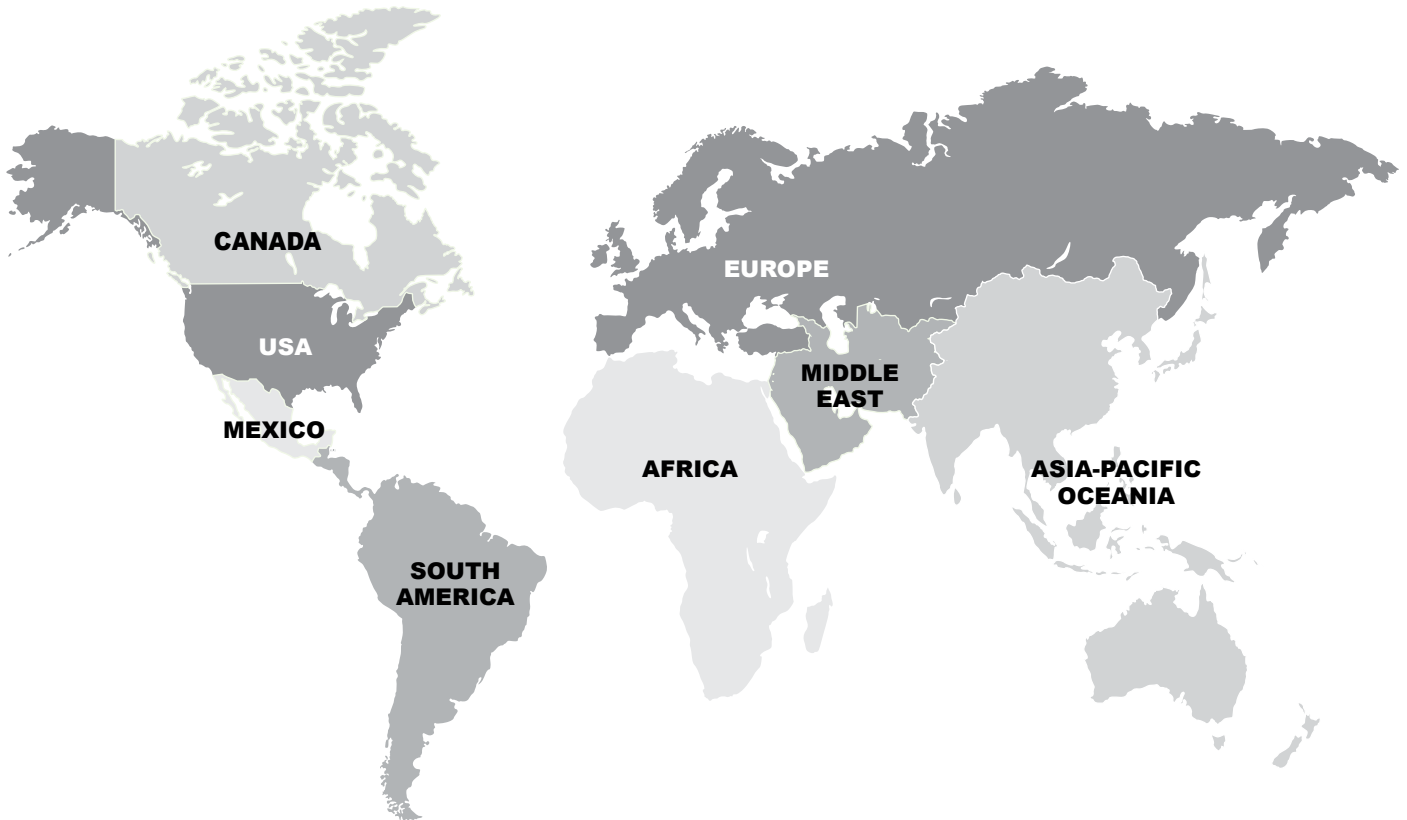 CANADA
USA
MEXICO
SOUTH
AMERICA
EUROPE
MIDDLE
EAST
AFRICA
ASIA-PACIFIC
OCEANIA